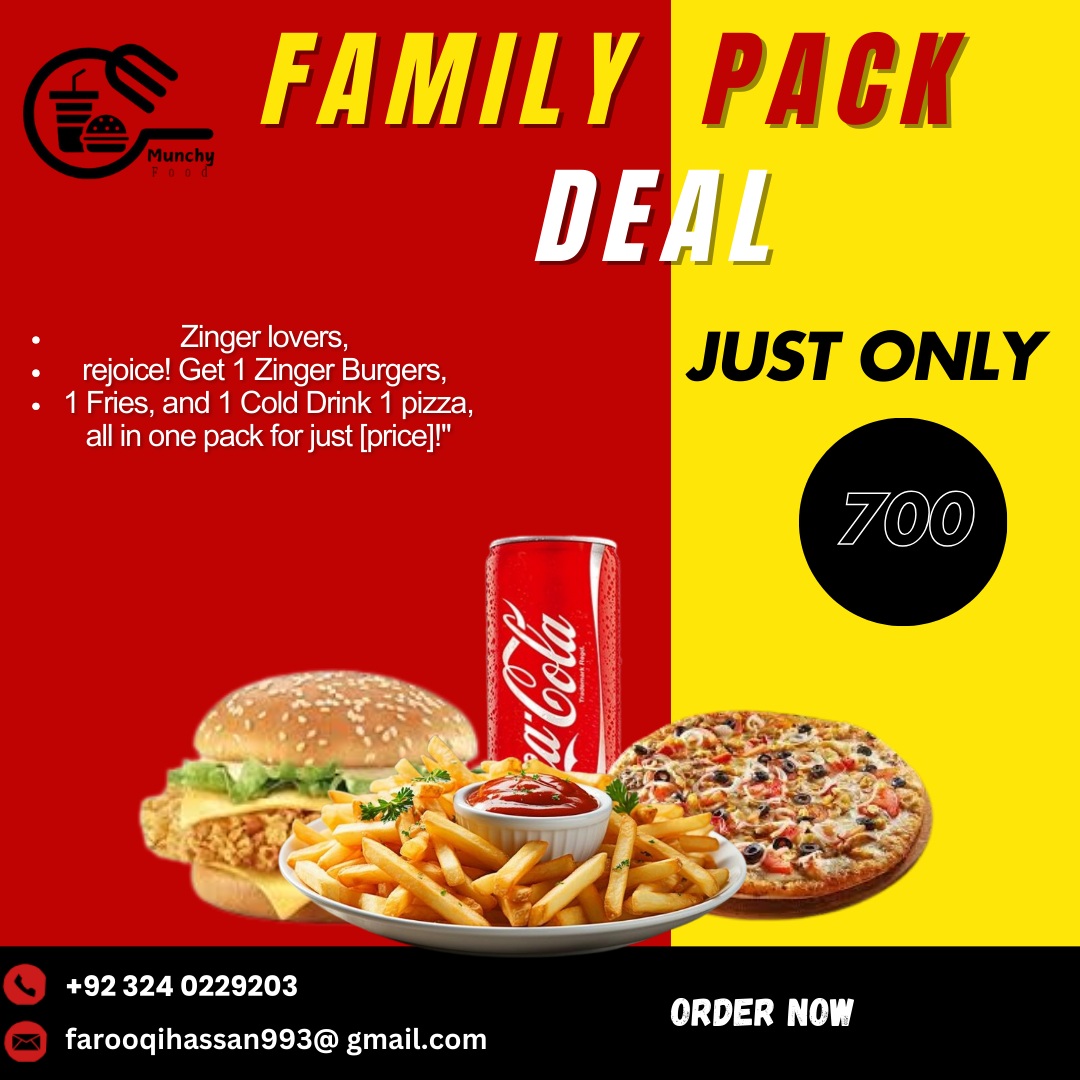 Munchy
Food
FAMILY PACK
DEAL
• Zinger lovers,
• rejoice! Get 1 Zinger Burgers,
• 1 Fries, and 1 Cold Drink 1 pizza,
all in one pack for just [price]!"
JUST ONLY
700
Coca-Cola
Trademark Regd.
+92 324 0229203
farooqihassan993@ gmail.com
ORDER NOW